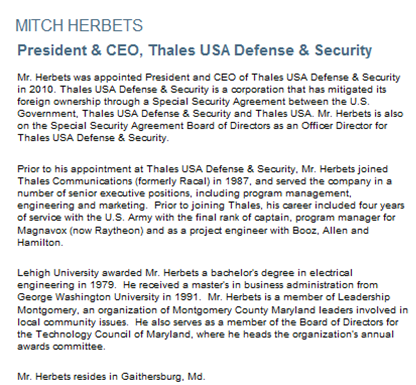 MITCH HERBETS
President & CEO, Thales USA Defense & Security
Mr. Herbets was appointed President and CEO of Thales USA Defense & Security
in 2010. Thales USA Defense & Security is a corporation that has mitigated its
foreign ownership through a Special Security Agreement between the U.S.
Government, Thales USA Defense & Security and Thales USA. Mr. Herbets is also
on the Special Security Agreement Board of Directors as an Officer Director for
Thales USA Defense & Security.
Prior to his appointment at Thales USA Defense & Security, Mr. Herbets joined
Thales Communications (formerly Racal) in 1987, and served the company in a
number of senior executive positions, including program management,
engineering and marketing. Prior to joining Thales, his career included four years
of service with the U.S. Army with the final rank of captain, program manager for
Magnavox (now Raytheon) and as a project engineer with Booz, Allen and
Hamilton.
Lehigh University awarded Mr. Herbets a bachelor's degree in electrical
engineering in 1979. He received a master's in business administration from
George Washington University in 1991. Mr. Herbets is a member of Leadership
Montgomery, an organization of Montgomery County Maryland leaders involved in
local community issues. He also serves as a member of the Board of Directors for
the Technology Council of Maryland, where he heads the organization's annual
awards committee.
Mr. Herbets resides in Gaithersburg, Md.